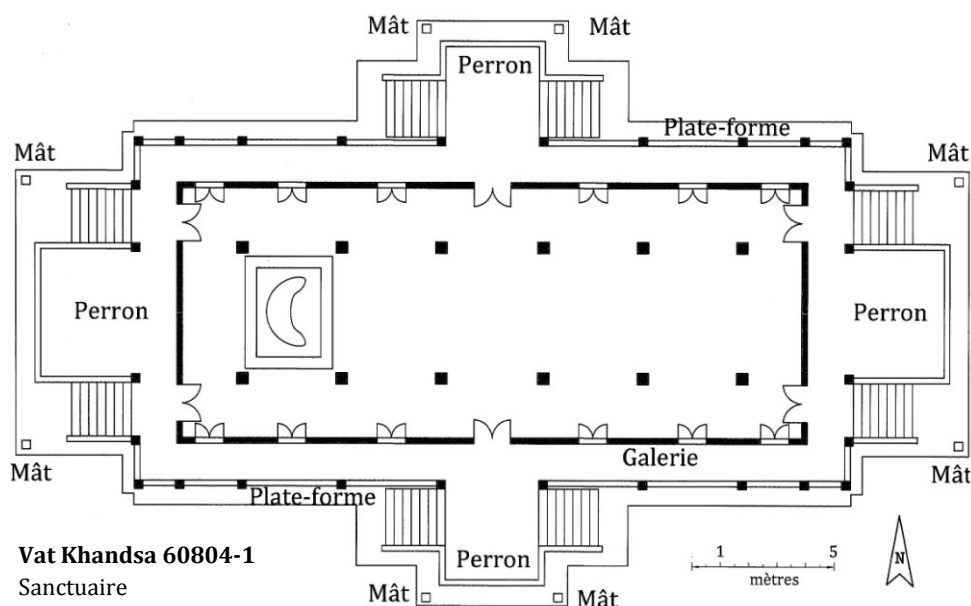 Mât Mât
Perron
Plate-forme
Mât Mât
Perron Perron
Galerie
Mât Mât
Plate-forme
Vat Khandsa 60804-1
Sanctuaire
Perron
1 5
mètres
N
Mât Mât